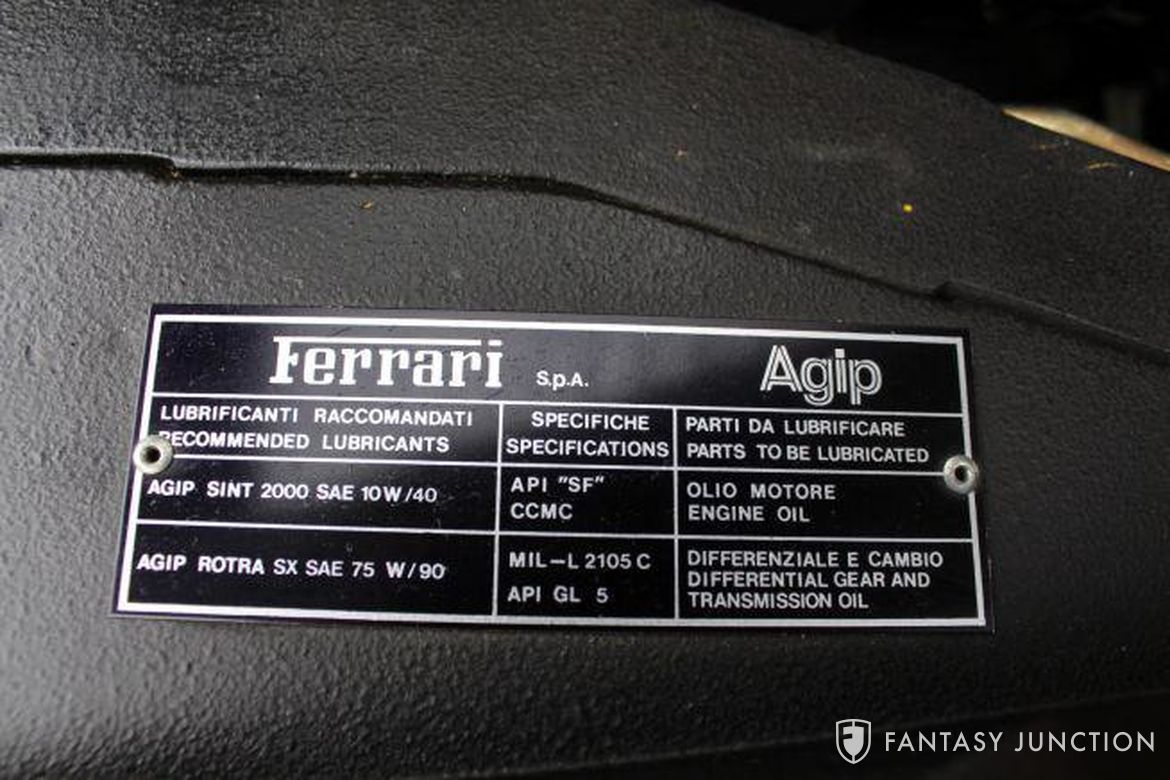 Ferrari S.p.A. Agip
LUBRIFICANTI RACCOMANDATI
RECOMMENDED LUBRICANTS
SPECIFICHE
SPECIFICATIONS
PARTI DA LUBRIFICARE
PARTS TO BE LUBRICATED
AGIP SINT 2000 SAE 10W/40
API "SF"
CCMC
OLIO MOTORE
ENGINE OIL
AGIP ROTRA SX SAE 75 W/90
MIL-L 2105 C
API GL 5
DIFFERENZIALE E CAMBIO
DIFFERENTIAL GEAR AND
TRANSMISSION OIL
FANTASY JUNCTION